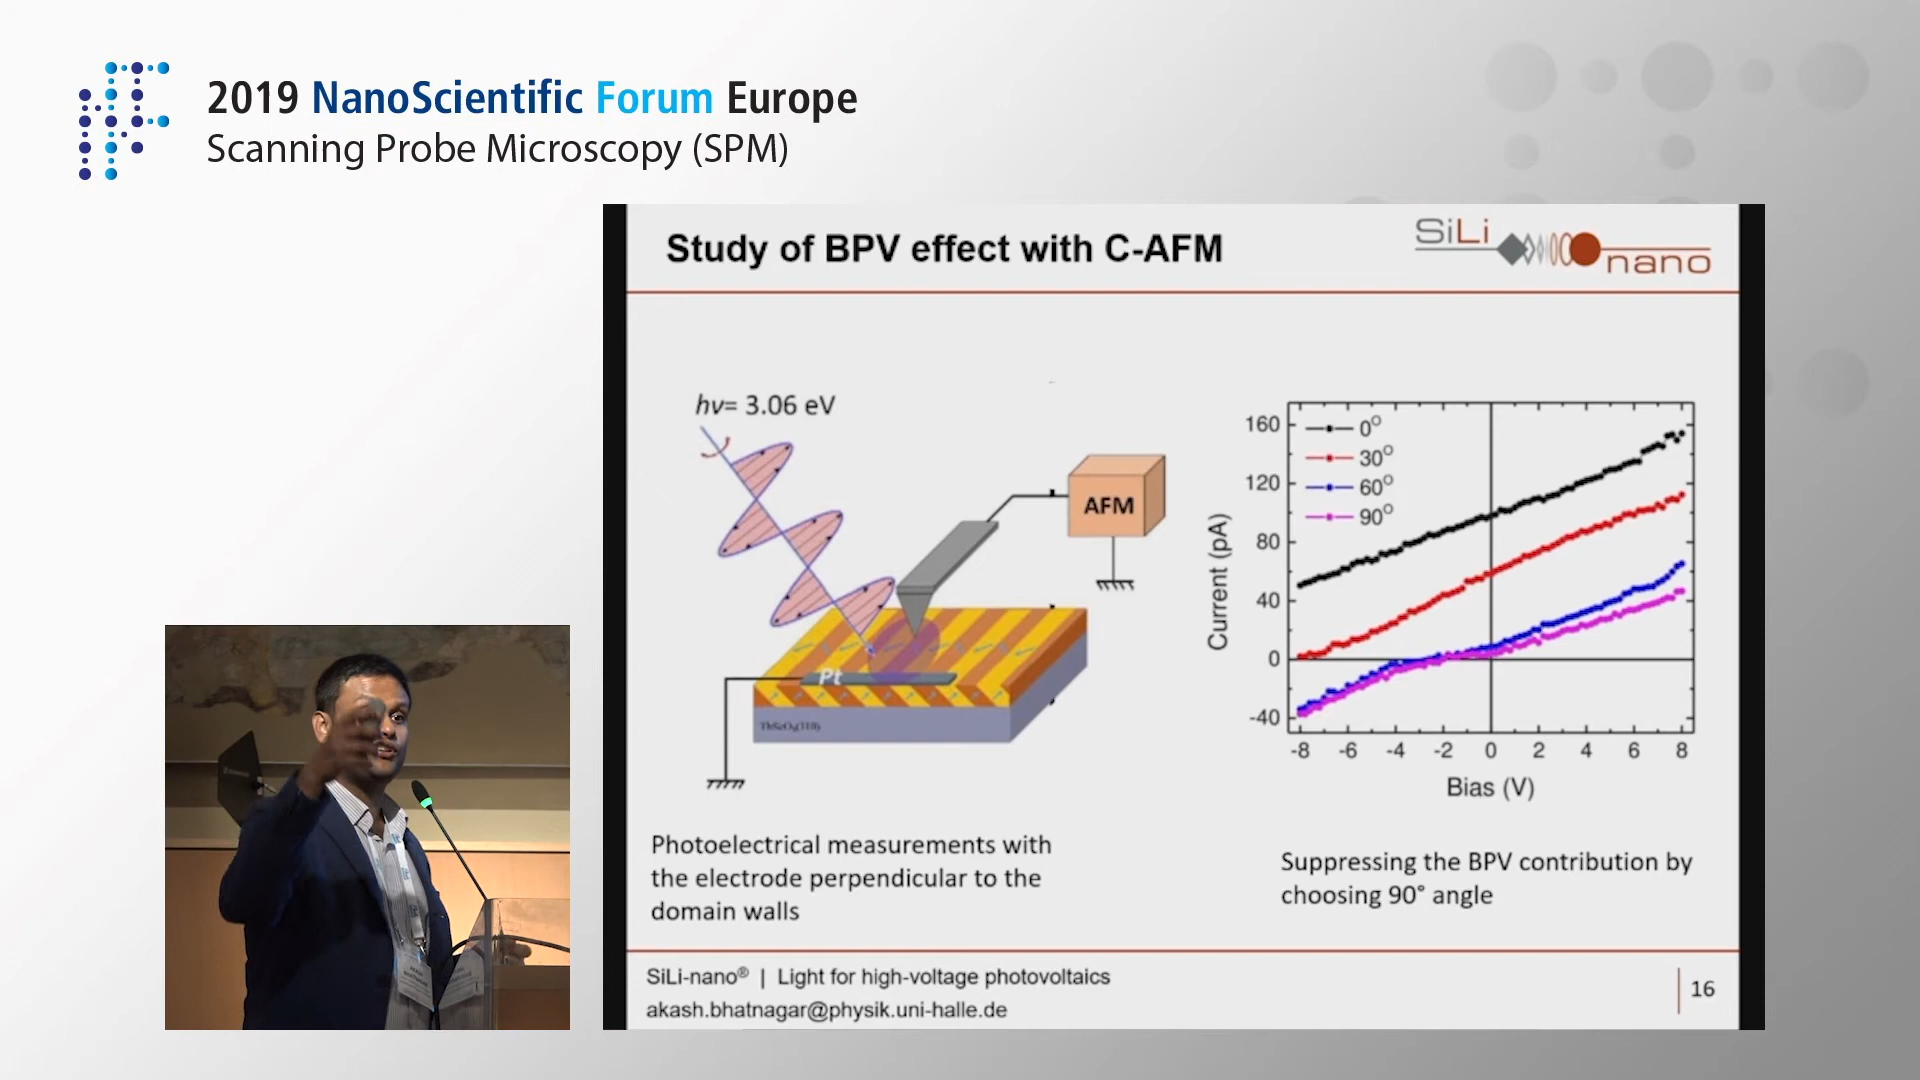 2019 NanoScientific Forum Europe
Scanning Probe Microscopy (SPM)
Study of BPV effect with C-AFM
SiLi
nano
hν= 3.06 eV
AFM
Pt
160
120
80
40
0
-40
0°
30°
60°
90°
Current (pA)
-8 -6 -4 -2 0 2 4 6 8
Bias (V)
Photoelectrical measurements with
the electrode perpendicular to the
domain walls
Suppressing the BPV contribution by
choosing 90° angle
SiLi-nano® | Light for high-voltage photovoltaics
akash.bhatnagar@physik.uni-halle.de
16